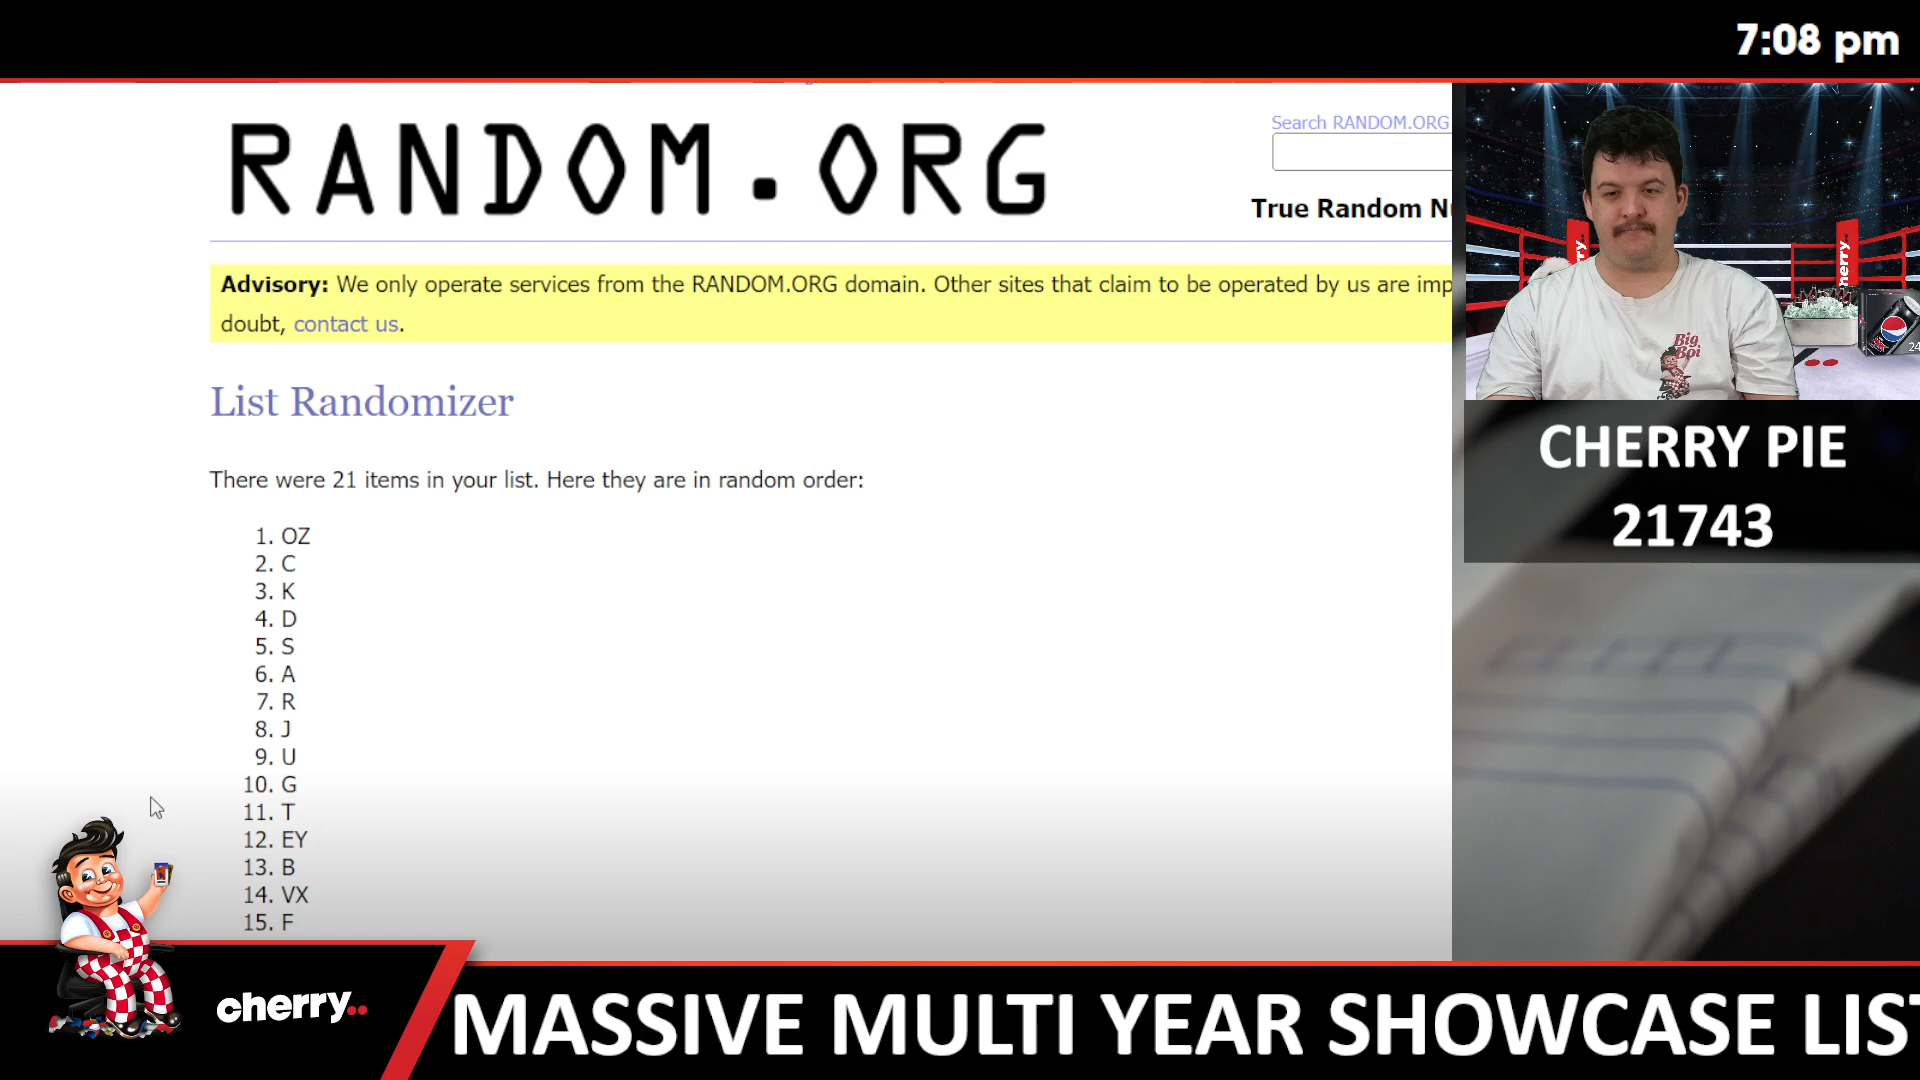 7:08 pm
RANDOM.ORG
Search RANDOM.ORG
True Random
Advisory: We only operate services from the RANDOM.ORG domain. Other sites that claim to be operated by us are
doubt, contact us.
List Randomizer
There were 21 items in your list. Here they are in random order:
1. OZ
2. C
3. K
4. D
5. S
6. A
7. R
8. J
9. U
10. G
11. T
12. EY
13. B
14. VX
15. F
Big
Boi
CHERRY PIE
21743
cherry..
MASSIVE MULTI YEAR SHOWCASE